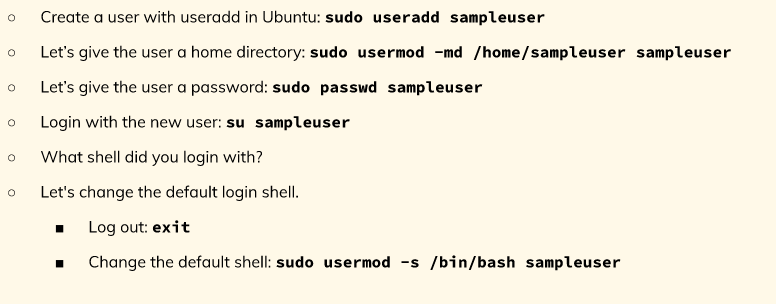 ○ Create a user with useradd in Ubuntu: sudo useradd sampleuser
○ Let’s give the user a home directory: sudo usermod -md /home/sampleuser sampleuser
○ Let’s give the user a password: sudo passwd sampleuser
○ Login with the new user: su sampleuser
○ What shell did you login with?
○ Let's change the default login shell.
■ Log out: exit
■ Change the default shell: sudo usermod -s /bin/bash sampleuser